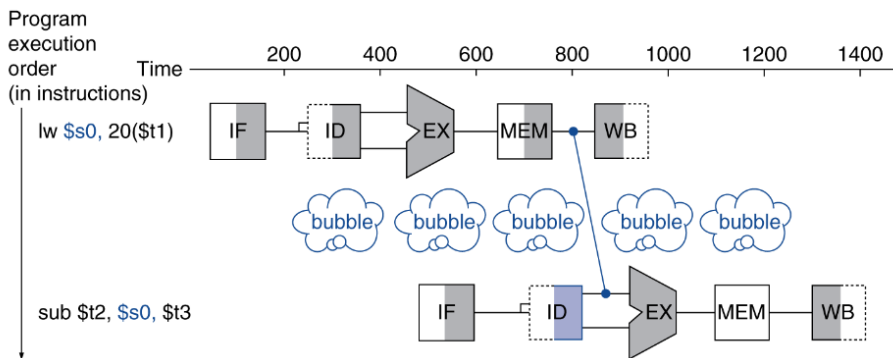 Program
execution
order
(in instructions)
Time
200 400 600 800 1000 1200 1400
lw $s0, 20($t1)
IF ID EX MEM WB
bubble bubble bubble bubble bubble
sub $t2, $s0, $t3
IF ID EX MEM WB